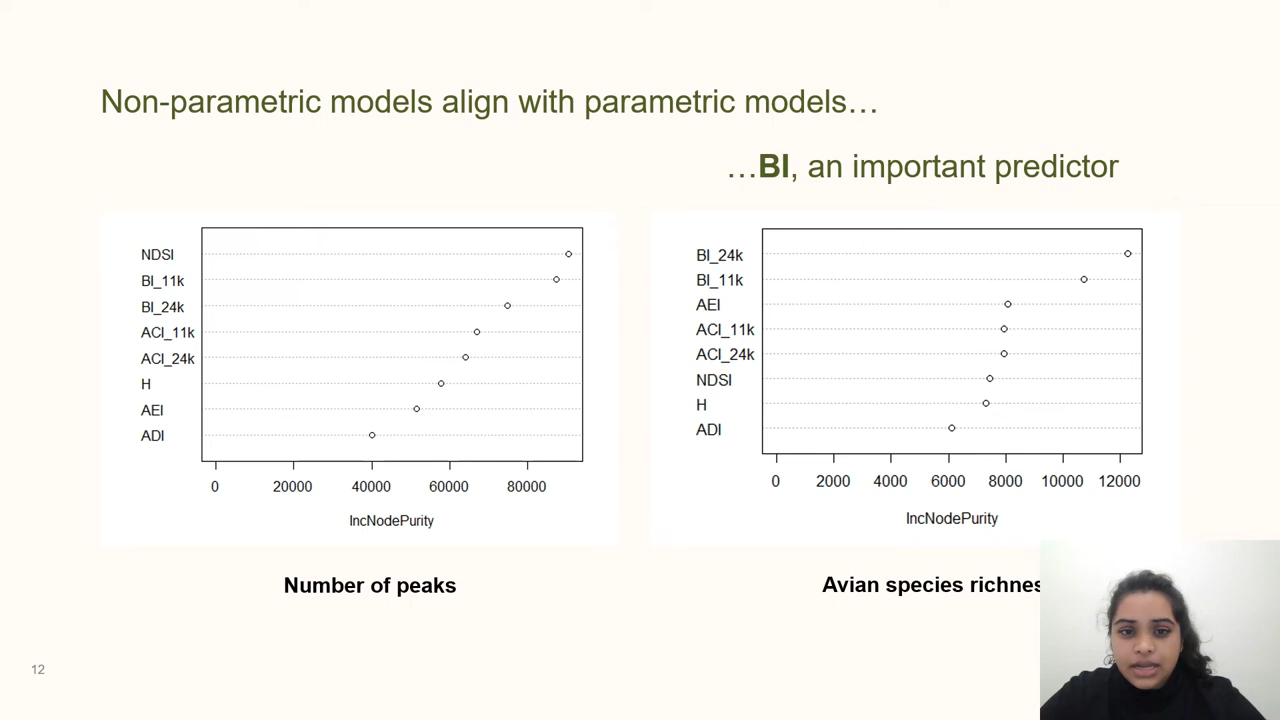 Non-parametric models align with parametric models…
…BI, an important predictor
NDSI
BI_11k
BI_24k
ACI_11k
ACI_24k
H
AEI
ADI
0 20000 40000 60000 80000
IncNodePurity
Number of peaks
BI_24k
BI_11k
AEI
ACI_11k
ACI_24k
NDSI
H
ADI
0 2000 4000 6000 8000 10000 12000
IncNodePurity
Avian species richnes
12